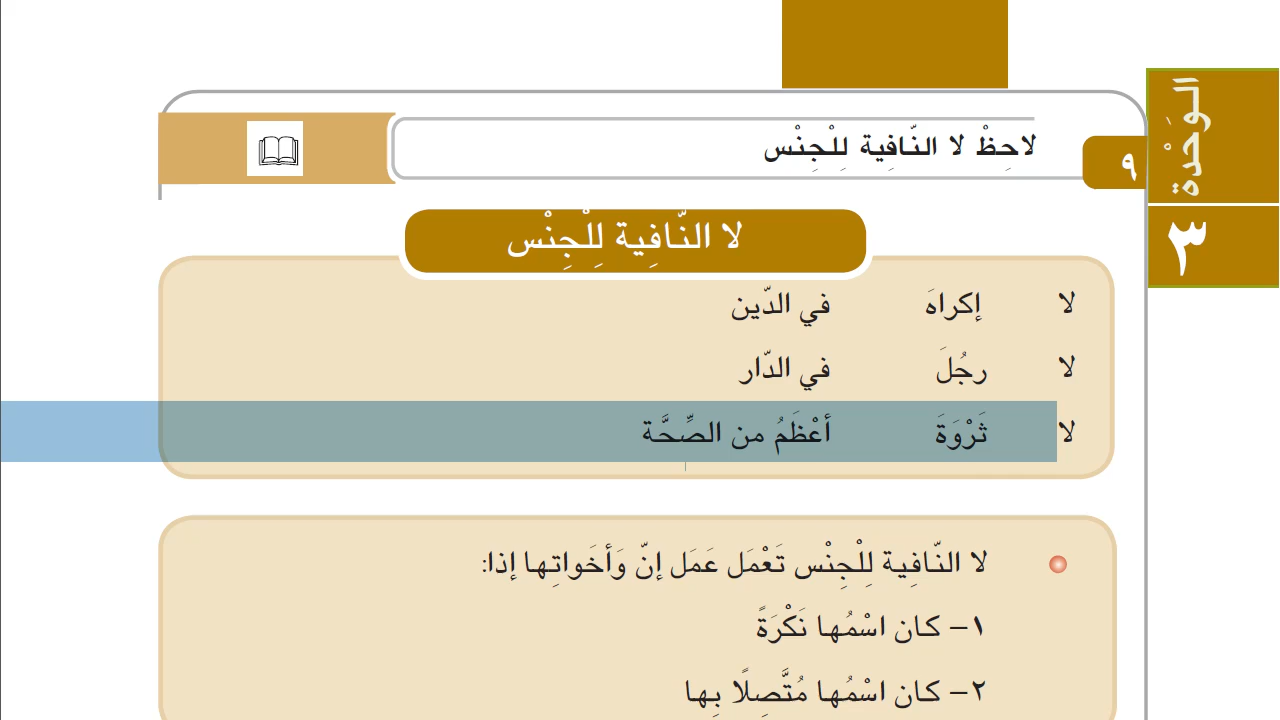 الوَحْدة
٣
٩
لاحِظْ لا النّافِية لِلْجِنْس
لا النّافِية لِلْجِنْس
لا إكراهَ في الدّين
لا رجُلَ في الدّار
لا ثَرْوَةَ أعْظَمُ من الصِّحَّة
لا النّافِية لِلْجِنْس تَعْمَل عَمَل إنّ وَأخَواتِها إذا:
١– كان اسْمُها نَكْرَةً
٢– كان اسْمُها مُتَّصِلًا بِها